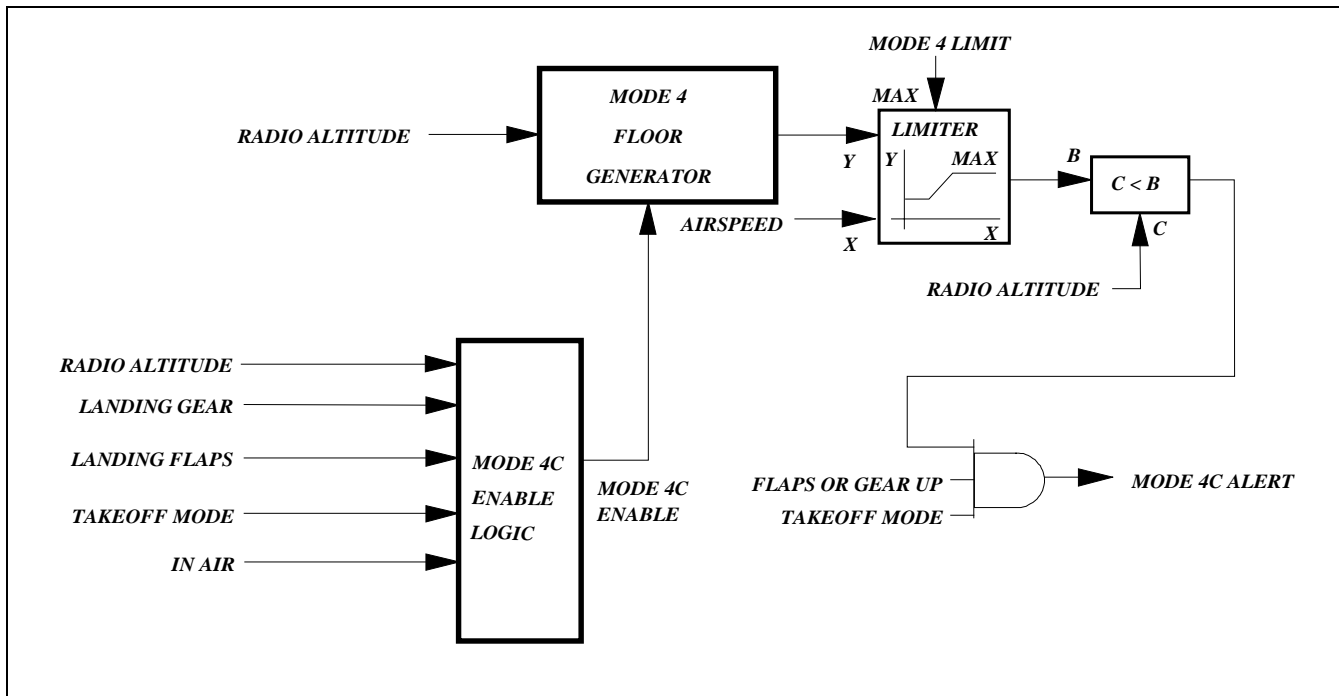 MODE 4 LIMIT
MODE 4
FLOOR
GENERATOR
MAX
RADIO ALTITUDE
LIMITER
Y
Y
MAX
B
C < B
AIRSPEED
X
X
C
RADIO ALTITUDE
RADIO ALTITUDE
LANDING GEAR
LANDING FLAPS
TAKEOFF MODE
IN AIR
MODE 4C
ENABLE
LOGIC
MODE 4C
ENABLE
FLAPS OR GEAR UP
TAKEOFF MODE
MODE 4C ALERT